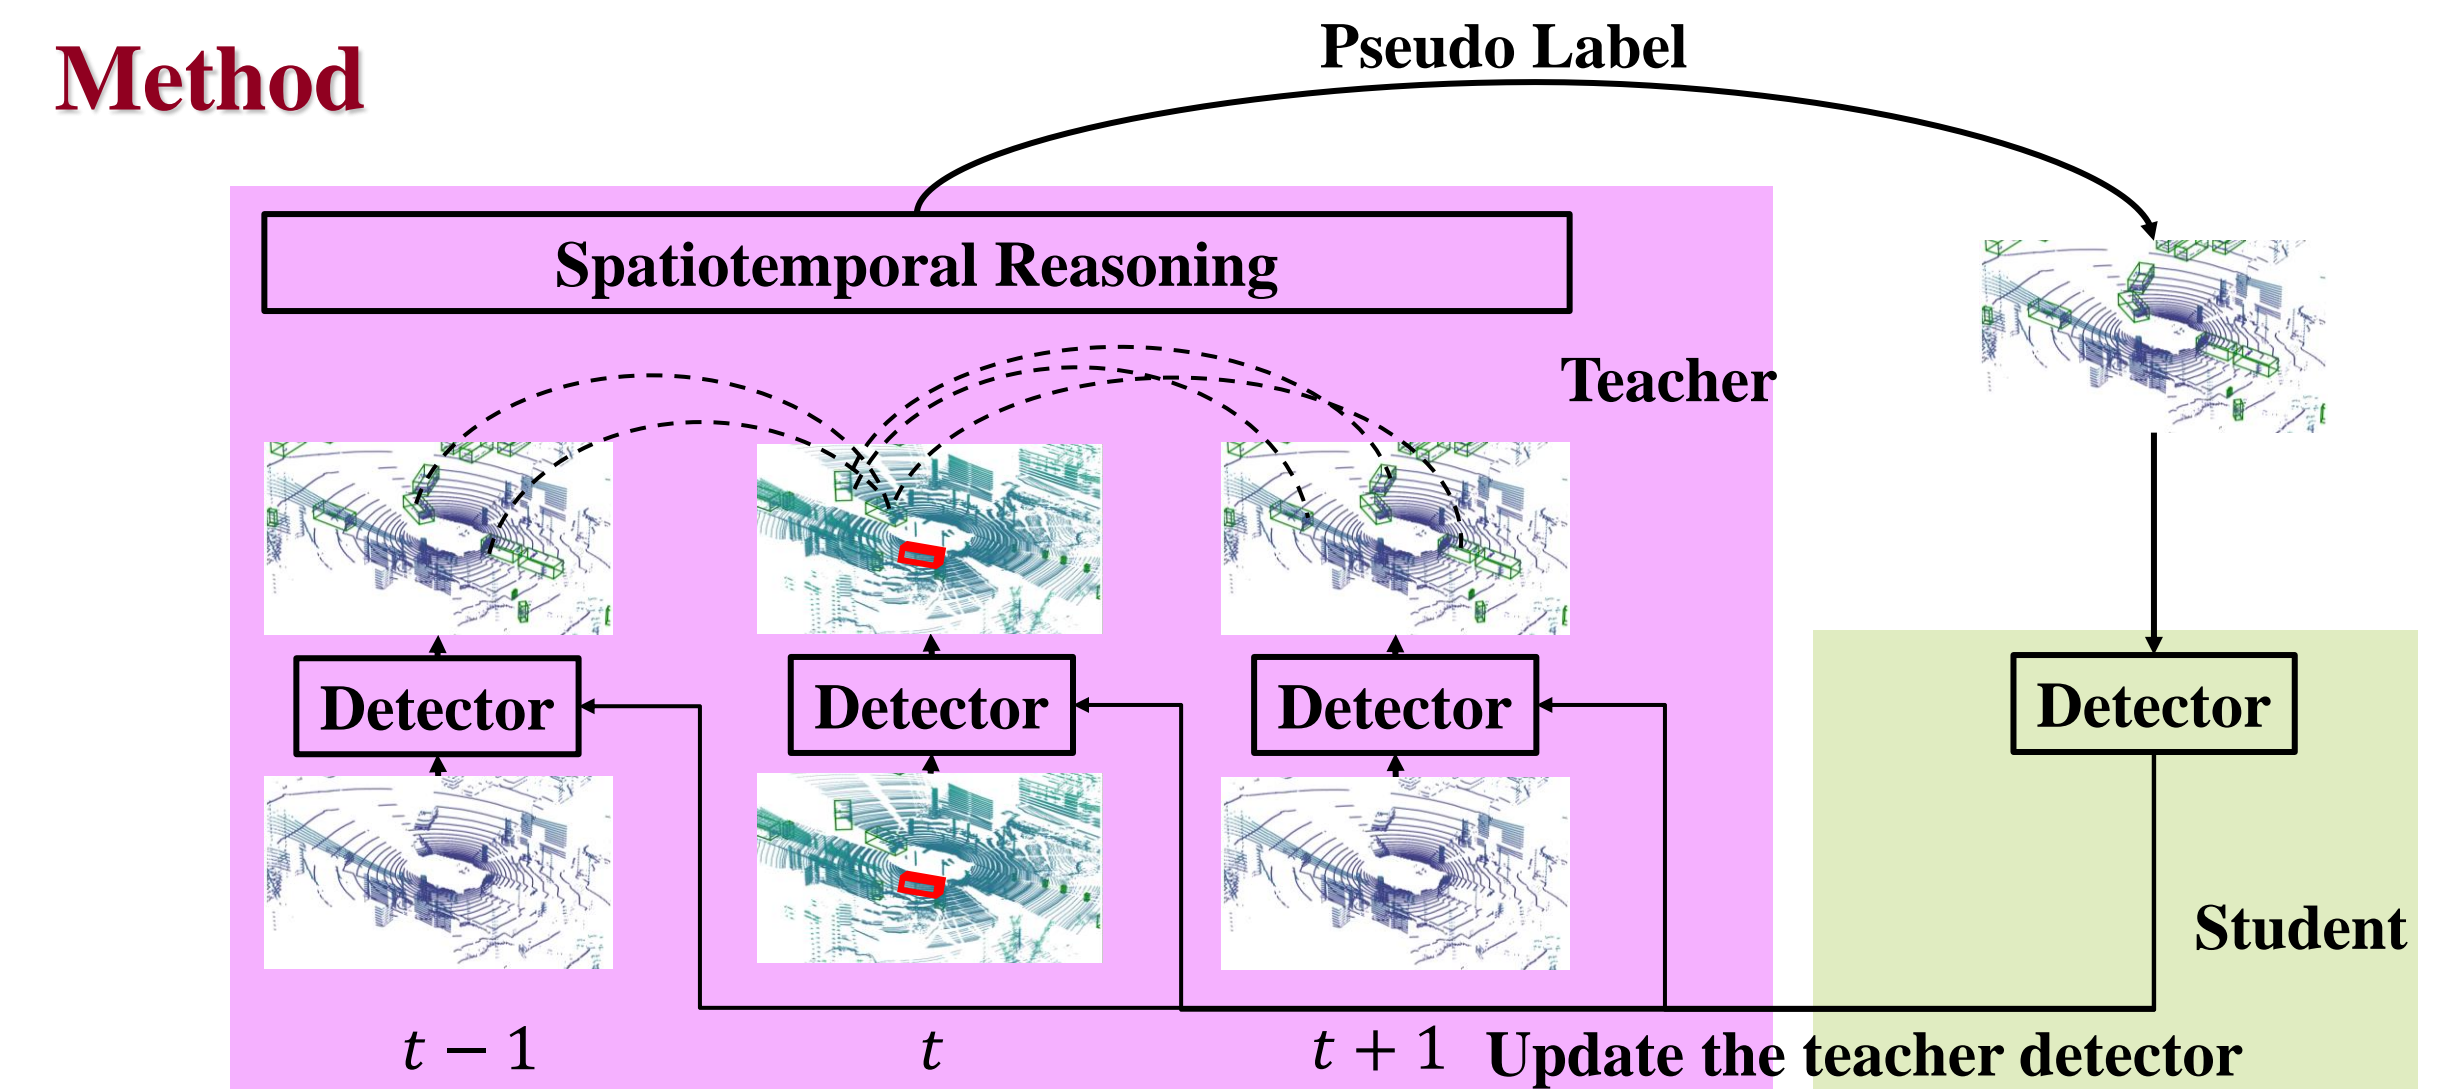 Method
Pseudo Label
Spatiotemporal Reasoning
Teacher
Detector
Detector
Detector
Detector
Student
t − 1
t
t + 1
Update the teacher detector